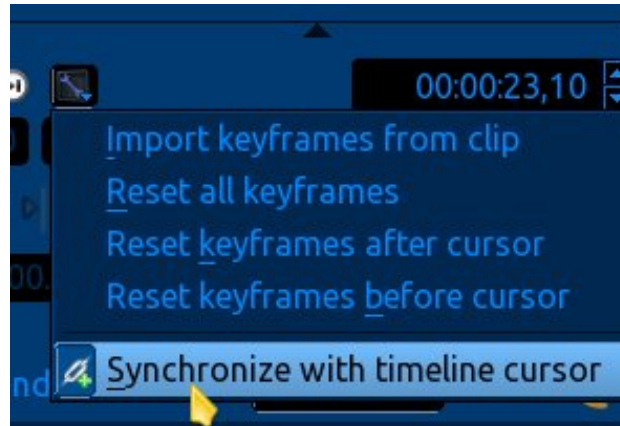 00:00:23,10
Import keyframes from clip
Reset all keyframes
Reset keyframes after cursor
Reset keyframes before cursor
Synchronize with timeline cursor